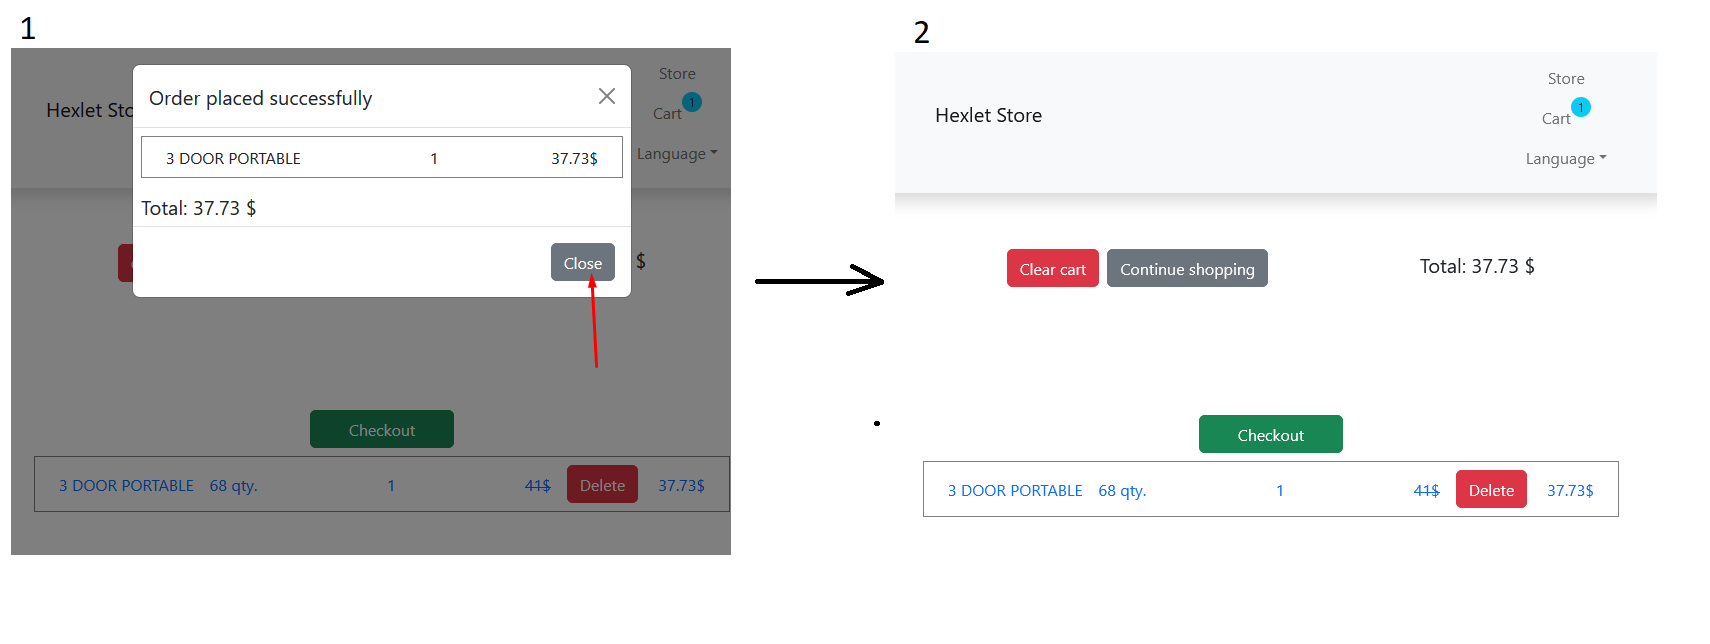 1
Order placed successfully
Hexlet Sto
Store
Cart 1
Language
3 DOOR PORTABLE 1 37.73$
Total: 37.73 $
Close
$
Checkout
3 DOOR PORTABLE 68 qty. 1 41$ Delete 37.73$
2
Hexlet Store
Store
Cart 1
Language
Clear cart Continue shopping Total: 37.73 $
Checkout
3 DOOR PORTABLE 68 qty. 1 41$ Delete 37.73$